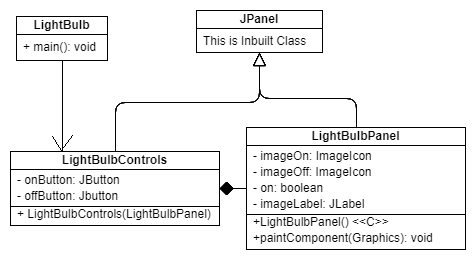 LightBulb
+ main(): void
JPanel
This is Inbuilt Class
LightBulbControls
- onButton: JButton
- offButton: Jbutton
+ LightBulbControls(LightBulbPanel)
LightBulbPanel
- imageOn: ImageIcon
- imageOff: ImageIcon
- on: boolean
- imageLabel: JLabel
+LightBulbPanel() <<C>>
+paintComponent(Graphics): void